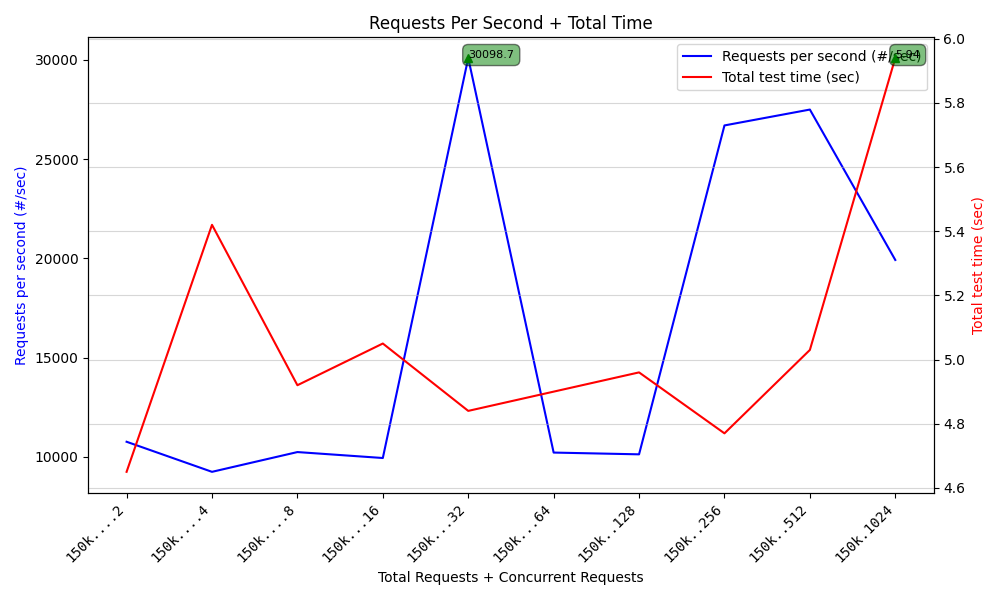 Requests Per Second + Total Time
30098.7
5.94
Requests per second (#/sec)
Total test time (sec)
30000
25000
20000
15000
10000
Requests per second (#/sec)
6.0
5.8
5.6
5.4
5.2
5.0
4.8
4.6
Total test time (sec)
150k....2
150k....4
150k....8
150k...16
150k...32
150k...64
150k..128
150k..256
150k..512
150k.1024
Total Requests + Concurrent Requests